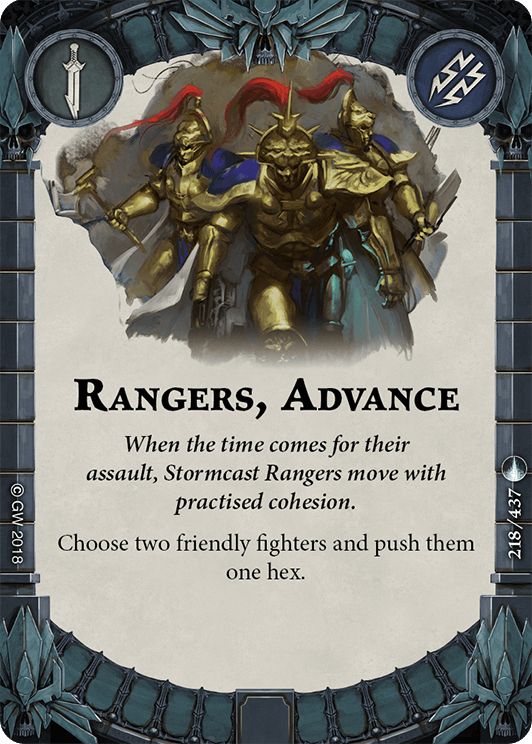 Rangers, Advance
When the time comes for their
assault, Stormcast Rangers move with
practised cohesion.
Choose two friendly fighters and push them
one hex.
© GW 2018
218/437